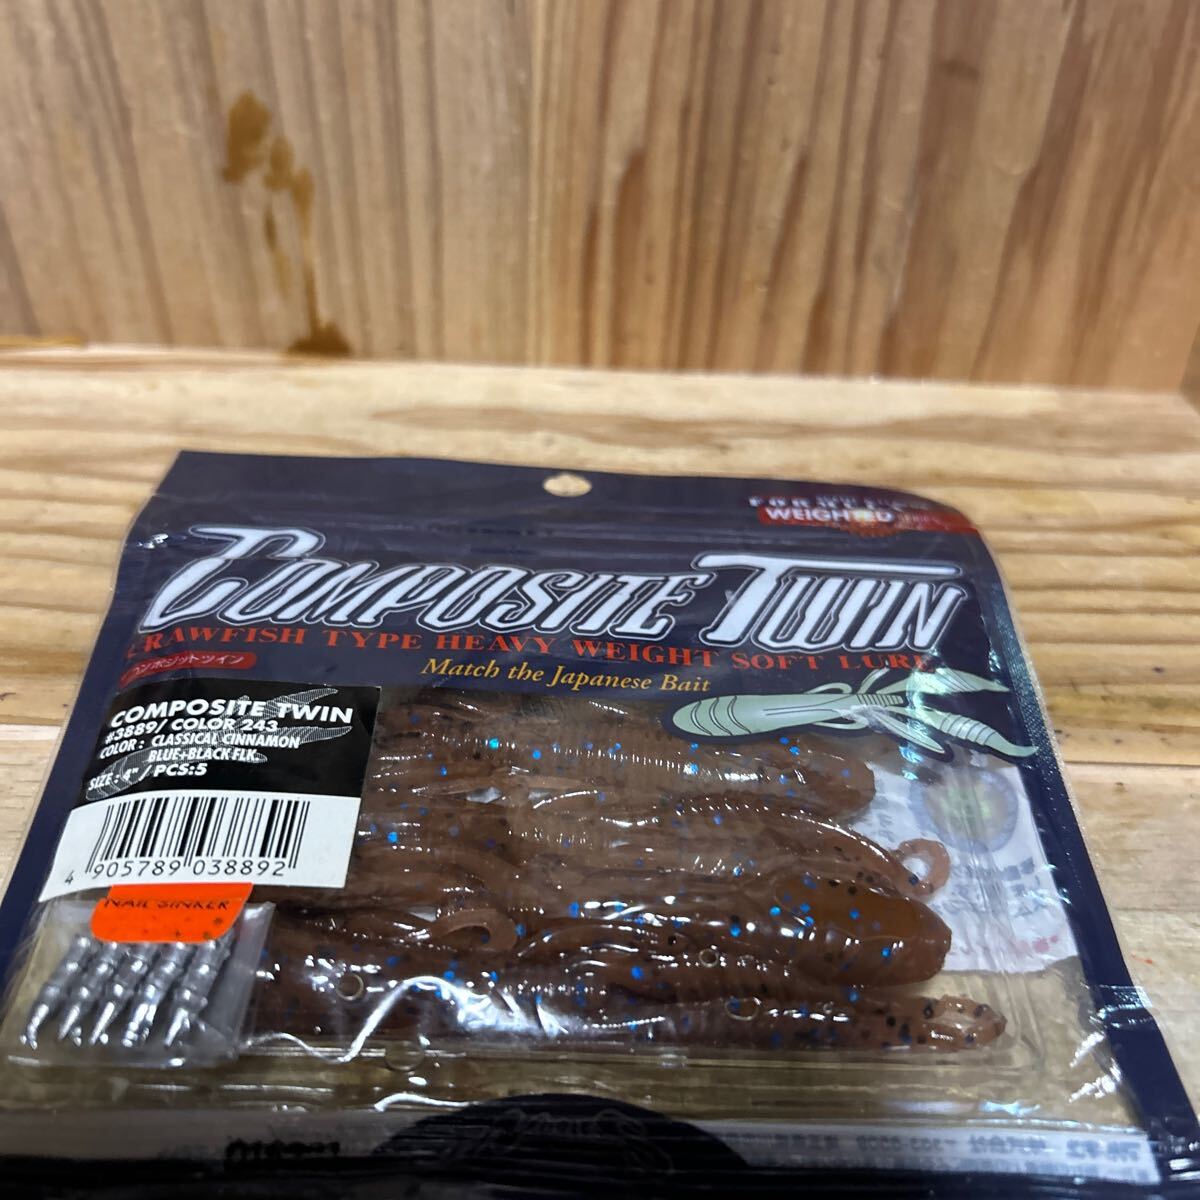 WEIGHTED
COMPOSITE TWIN
CRAWFISH TYPE HEAVY WEIGHT SOFT LURE
Match the Japanese Bait
コンポジットツイン
COMPOSITE TWIN
#3889/ COLOR 243
COLOR : CLASSICAL CINNAMON
BLUE+BLACK FLK
SIZE : 4" / PCS:5
4 905789 038892
NAIL SINKER